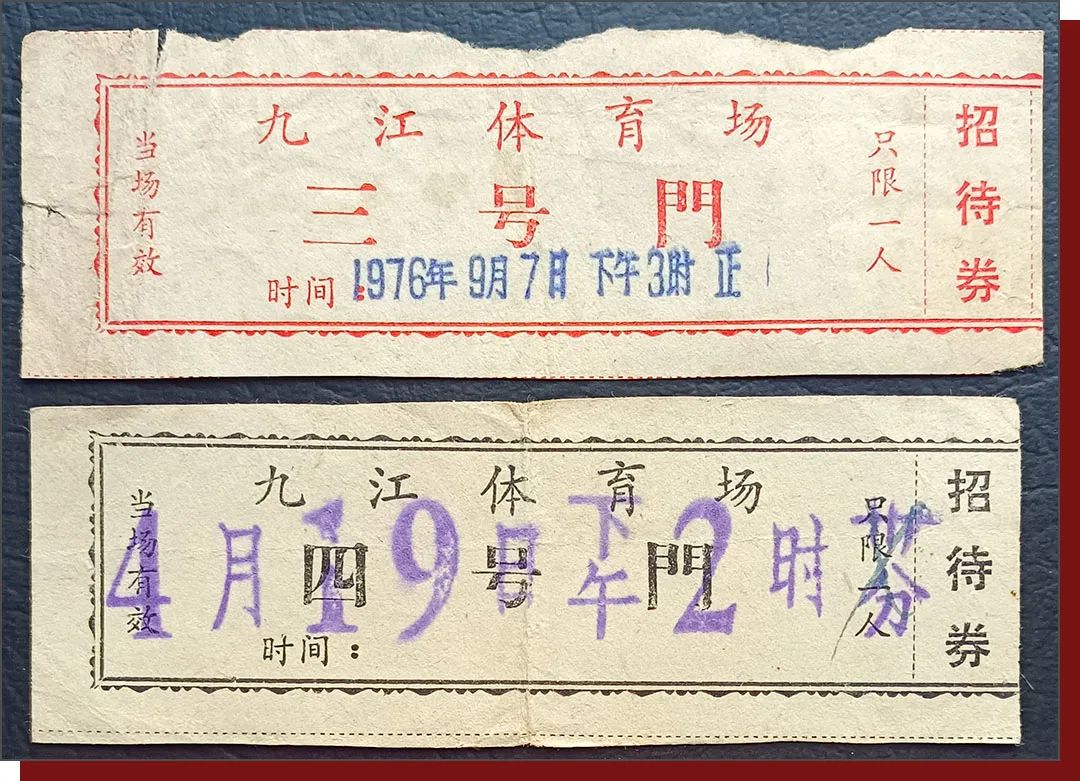 九江体育场
三号門
时间：1976年9月7日下午3时正
当场有效
只限一人
招待券
九江体育场
四号門
时间：
4月19日下午2时 分
当场有效
只限一人
招待券